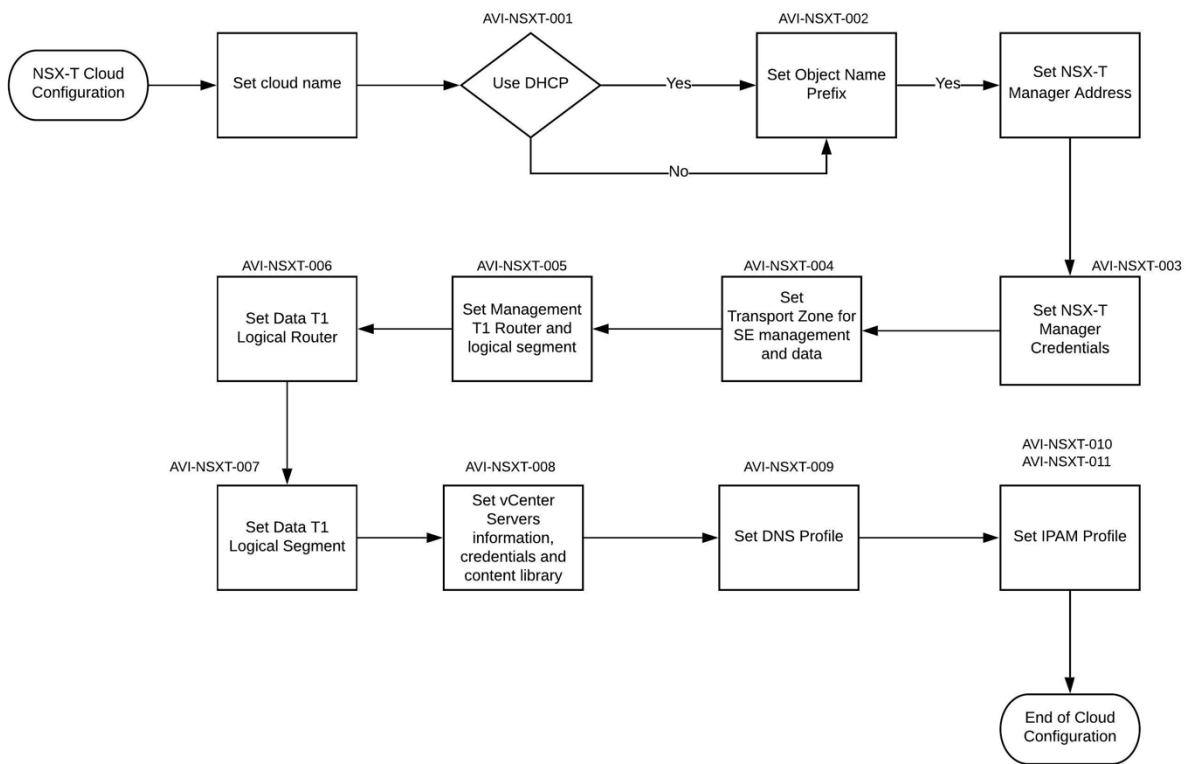 AVI-NSXT-001
AVI-NSXT-002
NSX-T Cloud
Configuration
Set cloud name
Use DHCP
Yes
Set Object Name
Prefix
Yes
Set NSX-T
Manager Address
No
AVI-NSXT-006
AVI-NSXT-005
AVI-NSXT-004
AVI-NSXT-003
Set Data T1
Logical Router
Set Management
T1 Router and
logical segment
Set
Transport Zone for
SE management
and data
Set NSX-T
Manager
Credentials
AVI-NSXT-007
AVI-NSXT-008
AVI-NSXT-009
AVI-NSXT-010
AVI-NSXT-011
Set Data T1
Logical Segment
Set vCenter
Servers
information,
credentials and
content library
Set DNS Profile
Set IPAM Profile
End of Cloud
Configuration